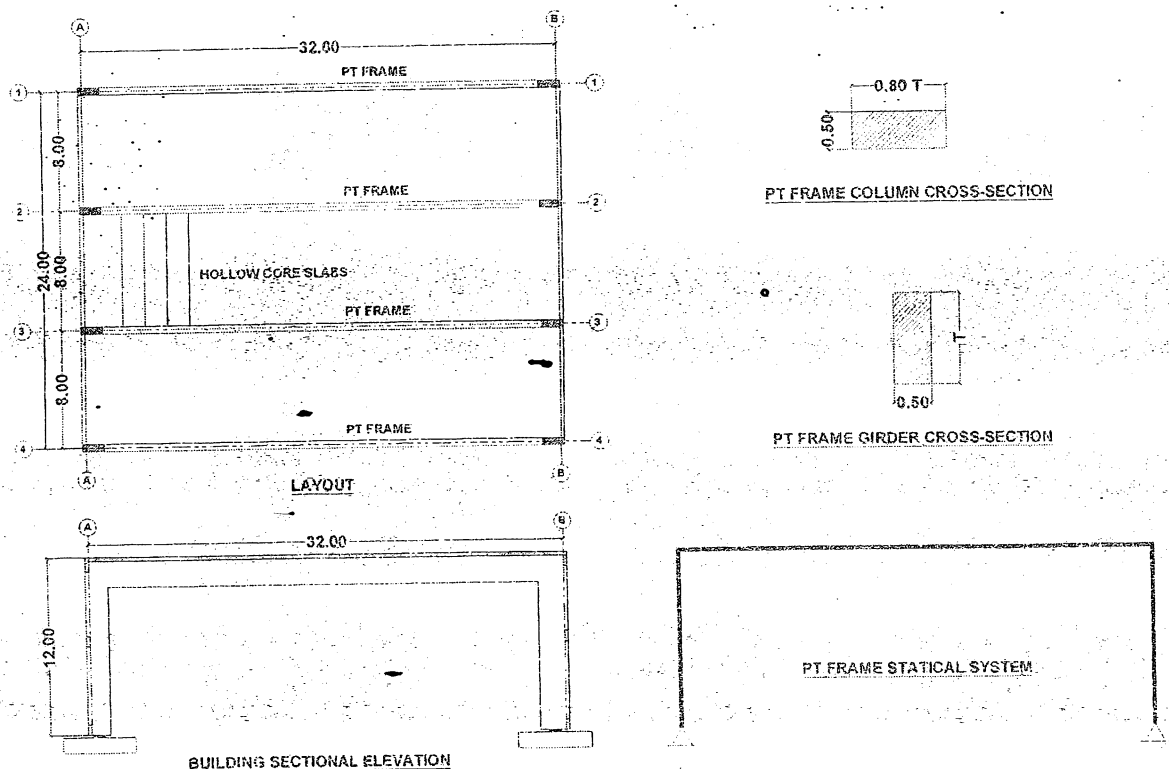 A
B
32.00
PT FRAME
1
1
8.00
PT FRAME
2
2
24.00
8.00
HOLLOW CORE SLABS
PT FRAME
3
3
8.00
PT FRAME
4
4
A
B
LAYOUT
0.80 T
0.50
PT FRAME COLUMN CROSS-SECTION
T
0.50
PT FRAME GIRDER CROSS-SECTION
A
B
32.00
12.00
BUILDING SECTIONAL ELEVATION
PT FRAME STATICAL SYSTEM